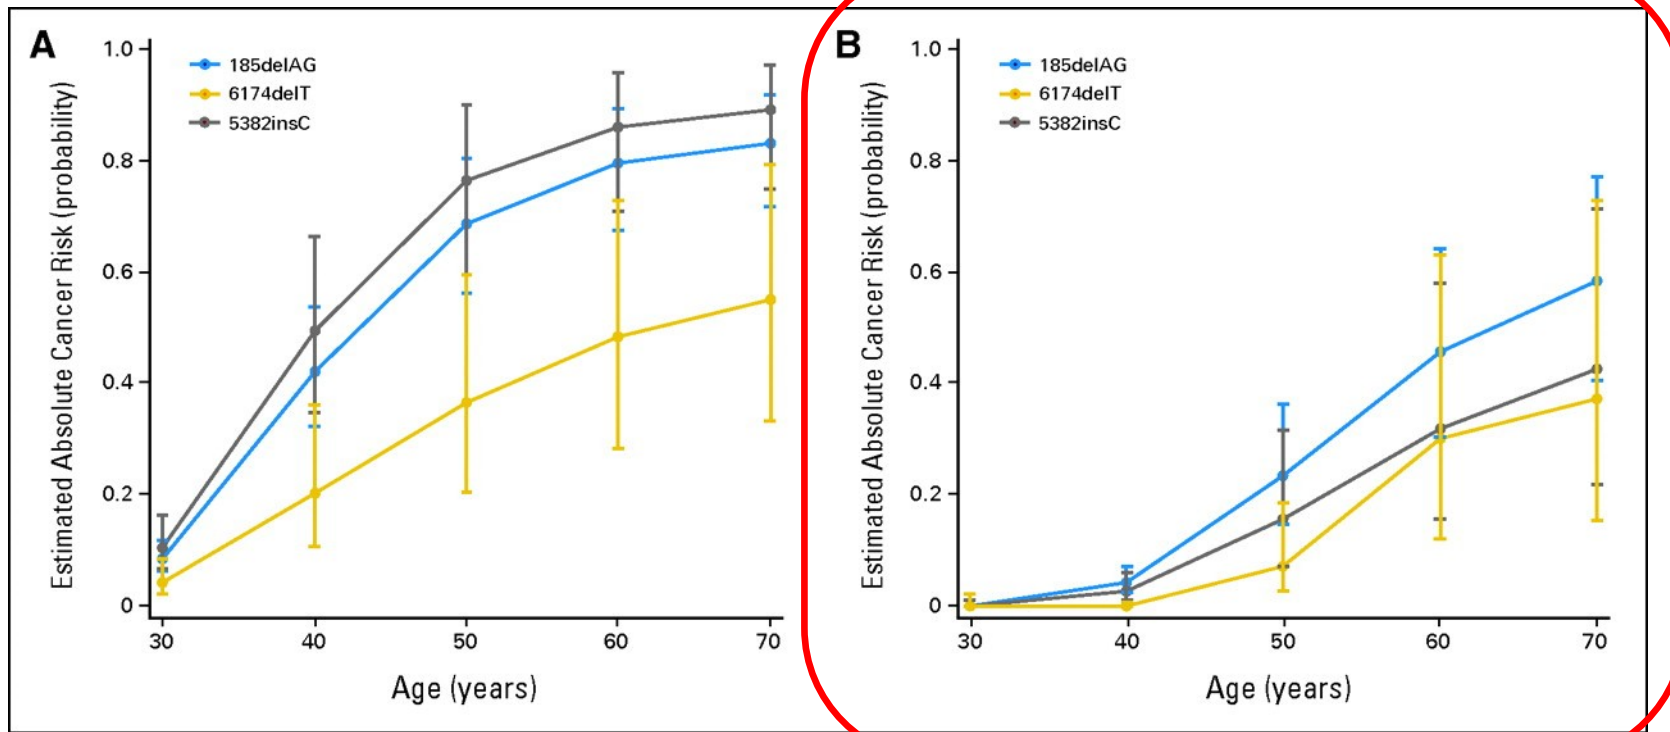 A
1.0
0.8
0.6
0.4
0.2
0
185delAG
6174delT
5382insC
Estimated Absolute Cancer Risk (probability)
30 40 50 60 70
Age (years)
B
1.0
0.8
0.6
0.4
0.2
0
185delAG
6174delT
5382insC
Estimated Absolute Cancer Risk (probability)
30 40 50 60 70
Age (years)